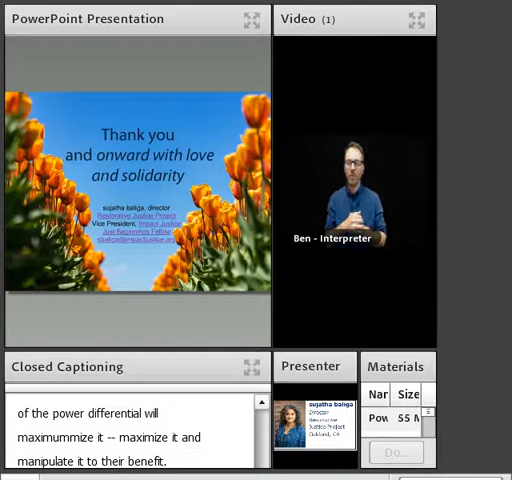 PowerPoint Presentation
Video (1)
Thank you
and onward with love
and solidarity
sujatha baliga, director
Restorative Justice Project
Vice President, Impact Justice
Just Beginnings Fellow
sbaliga@impactjustice.org
Ben - Interpreter
Closed Captioning
of the power differential will
maximummize it -- maximize it and
manipulate it to their benefit.
Presenter
sujatha baliga
Director
Restorative
Justice Project
Oakland, CA
Materials
Nar Size
Pow 55 M
Do...